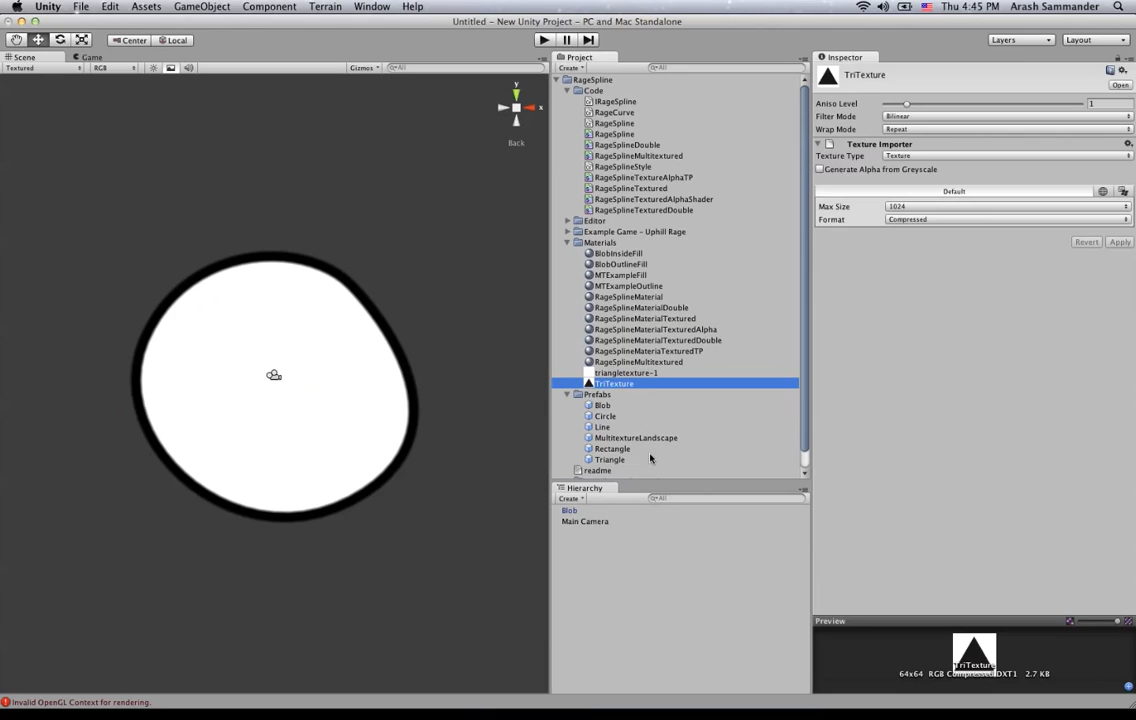 Unity File Edit Assets GameObject Component Terrain Window Help Thu 4:45 PM Arash Sammander
Untitled - New Unity Project - PC and Mac Standalone
Center Local Layers Layout
Scene Game Project Inspector
Textured RGB Gizmos All Create All
TriTexture
Open
y
x
Back
RageSpline
Code
IRageSpline
RageCurve
RageSpline
RageSpline
RageSplineDouble
RageSplineMultitextured
RageSplineStyle
RageSplineTextureAlphaTP
RageSplineTextured
RageSplineTexturedAlphaShader
RageSplineTexturedDouble
Editor
Example Game - Uphill Rage
Materials
BlobInsideFill
BlobOutlineFill
MTExampleFill
MTExampleOutline
RageSplineMaterial
RageSplineMaterialDouble
RageSplineMaterialTextured
RageSplineMaterialTexturedAlpha
RageSplineMaterialTexturedDouble
RageSplineMateriaTexturedTP
RageSplineMultitextured
triangletexture-1
TriTexture
Prefabs
Blob
Circle
Line
MultitextureLandscape
Rectangle
Triangle
readme
Hierarchy
Create All
Blob
Main Camera
Aniso Level 1
Filter Mode Bilinear
Wrap Mode Repeat
Texture Importer
Texture Type Texture
Generate Alpha from Greyscale
Default
Max Size 1024
Format Compressed
Revert Apply
Preview
TriTexture
64x64 RGB Compressed DXT1 2.7 KB
Invalid OpenGL Context for rendering.